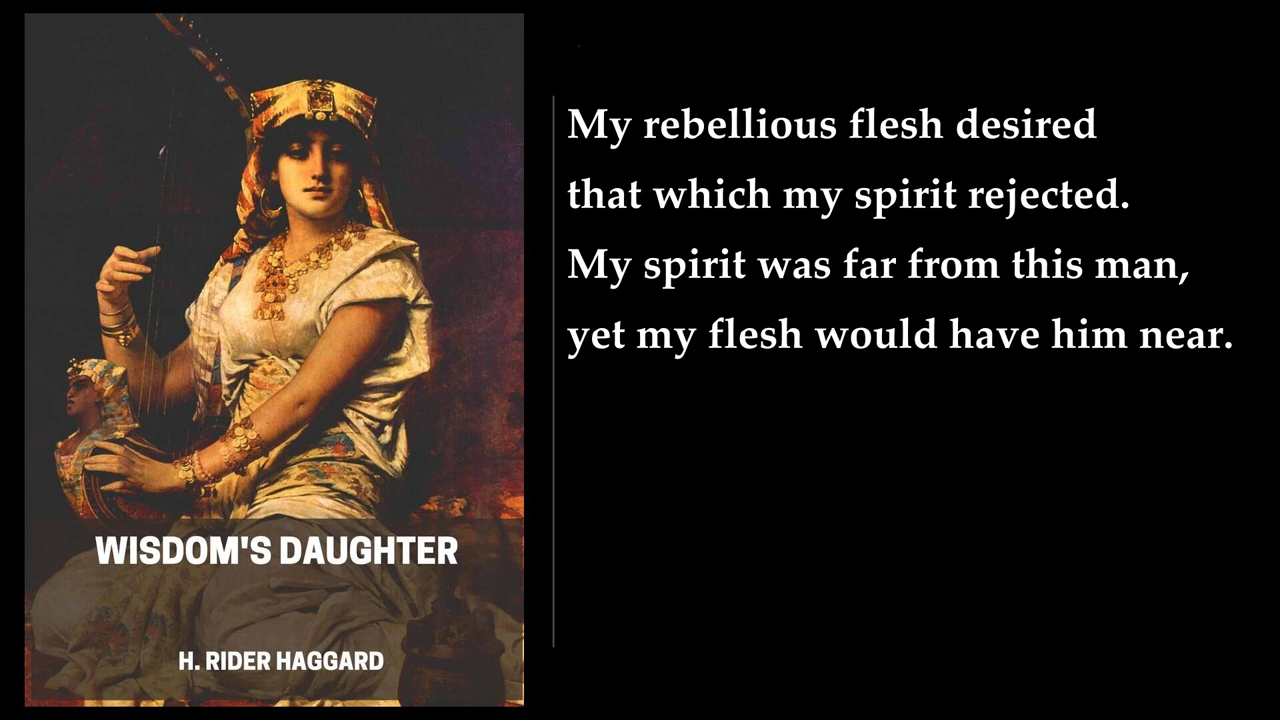 WISDOM'S DAUGHTER
H. RIDER HAGGARD
My rebellious flesh desired
that which my spirit rejected.
My spirit was far from this man,
yet my flesh would have him near.